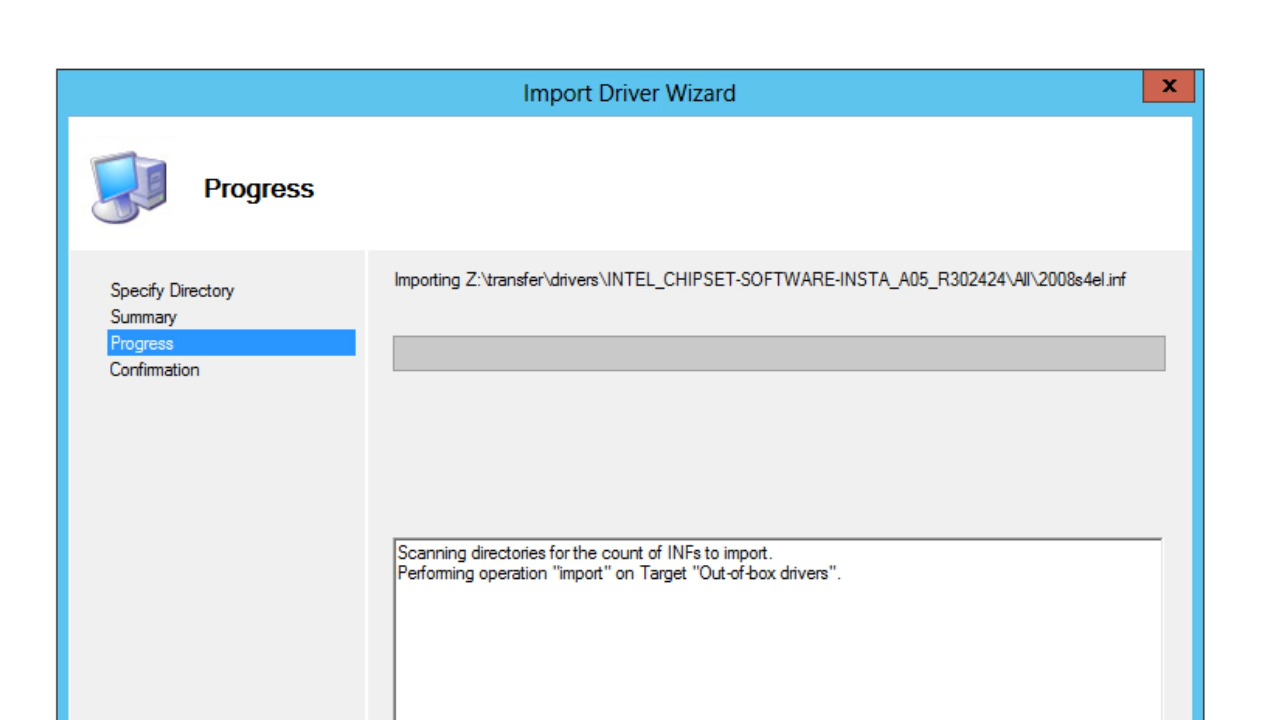 Import Driver Wizard
x
Progress
Specify Directory
Summary
Progress
Confirmation
Importing Z:\transfer\drivers\INTEL_CHIPSET-SOFTWARE-INSTA_A05_R302424\All\2008s4el.inf
Scanning directories for the count of INFs to import.
Performing operation "import" on Target "Out-of-box drivers".